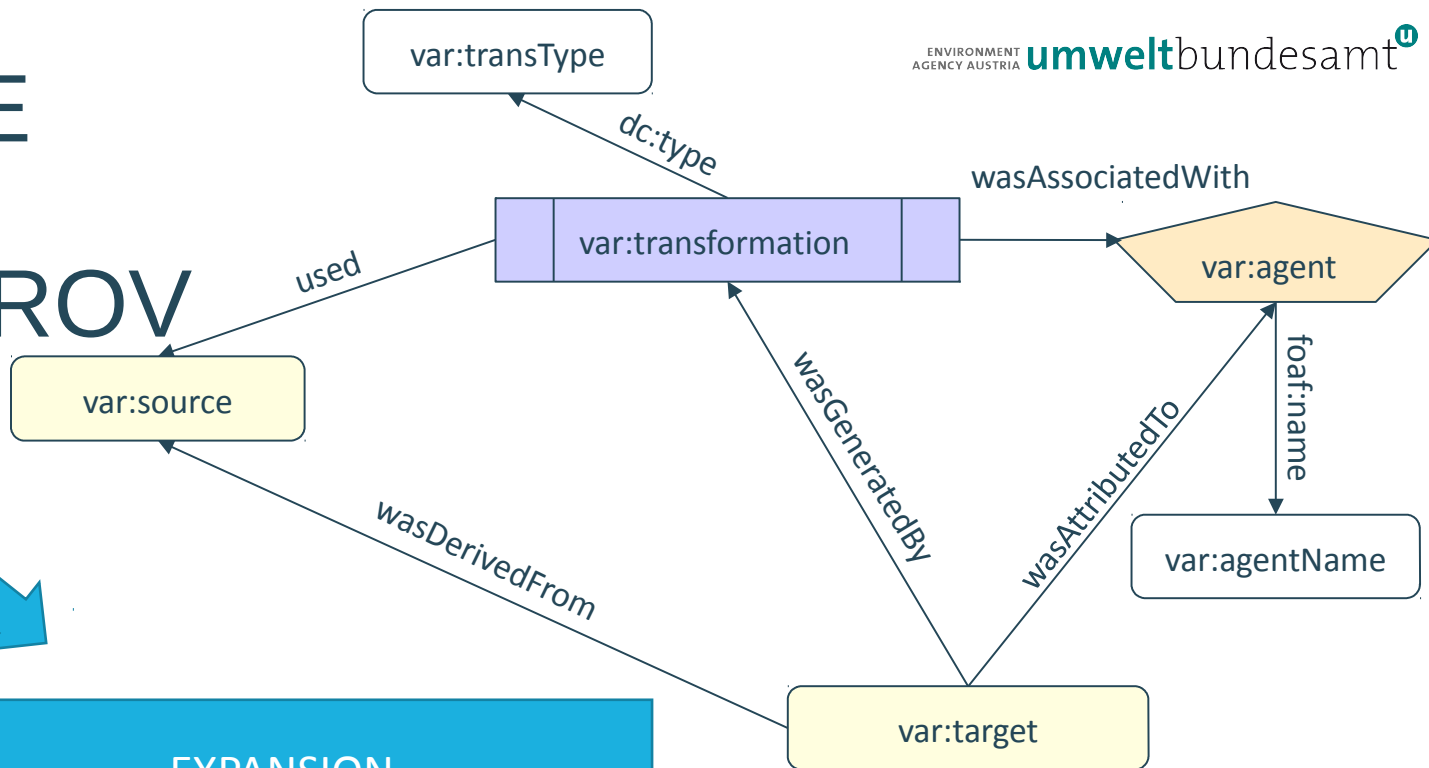 var:transType
ENVIRONMENT
AGENCY AUSTRIA umweltbundesamt
E
dc:type
wasAssociatedWith
var:transformation
used
var:agent
ROV
foaf:name
wasGeneratedBy
var:source
wasAttributedTo
wasDerivedFrom
var:agentName
var:target
EXPANSION